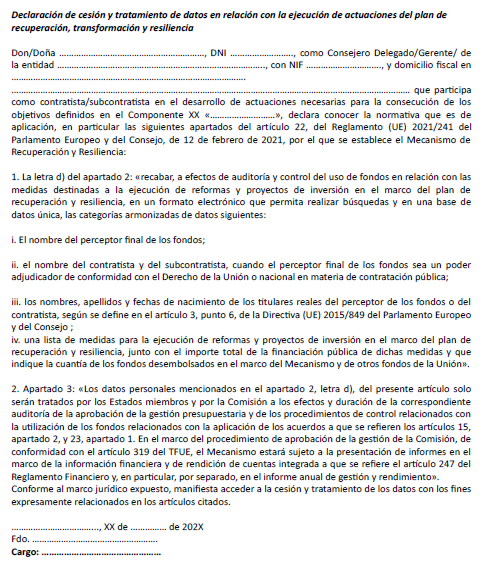 Declaración de cesión y tratamiento de datos en relación con la ejecución de actuaciones del plan de
recuperación, transformación y resiliencia
Don/Doña ………………………………………………, DNI ……………………, como Consejero Delegado/Gerente/ de
la entidad ……………………………………………………………………, con NIF ………………………, y domicilio fiscal en
……………………………………………………………………………
…………………………………………………………………………………………………………………………………… que participa
como contratista/subcontratista en el desarrollo de actuaciones necesarias para la consecución de los
objetivos definidos en el Componente XX «……………………», declara conocer la normativa que es de
aplicación, en particular las siguientes apartados del artículo 22, del Reglamento (UE) 2021/241 del
Parlamento Europeo y del Consejo, de 12 de febrero de 2021, por el que se establece el Mecanismo de
Recuperación y Resiliencia:
1. La letra d) del apartado 2: «recabar, a efectos de auditoría y control del uso de fondos en relación con las
medidas destinadas a la ejecución de reformas y proyectos de inversión en el marco del plan de
recuperación y resiliencia, en un formato electrónico que permita realizar búsquedas y en una base de
datos única, las categorías armonizadas de datos siguientes:
i. El nombre del perceptor final de los fondos;
ii. el nombre del contratista y del subcontratista, cuando el perceptor final de los fondos sea un poder
adjudicador de conformidad con el Derecho de la Unión o nacional en materia de contratación pública;
iii. los nombres, apellidos y fechas de nacimiento de los titulares reales del perceptor de los fondos o del
contratista, según se define en el artículo 3, punto 6, de la Directiva (UE) 2015/849 del Parlamento Europeo
y del Consejo ;
iv. una lista de medidas para la ejecución de reformas y proyectos de inversión en el marco del plan de
recuperación y resiliencia, junto con el importe total de la financiación pública de dichas medidas y que
indique la cuantía de los fondos desembolsados en el marco del Mecanismo y de otros fondos de la Unión».
2. Apartado 3: «Los datos personales mencionados en el apartado 2, letra d), del presente artículo solo
serán tratados por los Estados miembros y por la Comisión a los efectos y duración de la correspondiente
auditoría de la aprobación de la gestión presupuestaria y de los procedimientos de control relacionados con
la utilización de los fondos relacionados con la aplicación de los acuerdos a que se refieren los artículos 15,
apartado 2, y 23, apartado 1. En el marco del procedimiento de aprobación de la gestión de la Comisión, de
conformidad con el artículo 319 del TFUE, el Mecanismo estará sujeto a la presentación de informes en el
marco de la información financiera y de rendición de cuentas integrada a que se refiere el artículo 247 del
Reglamento Financiero y, en particular, por separado, en el informe anual de gestión y rendimiento».
Conforme al marco jurídico expuesto, manifiesta acceder a la cesión y tratamiento de los datos con los fines
expresamente relacionados en los artículos citados.
……………………………, XX de …………… de 202X
Fdo. …………………………………………
Cargo: ………………………………………